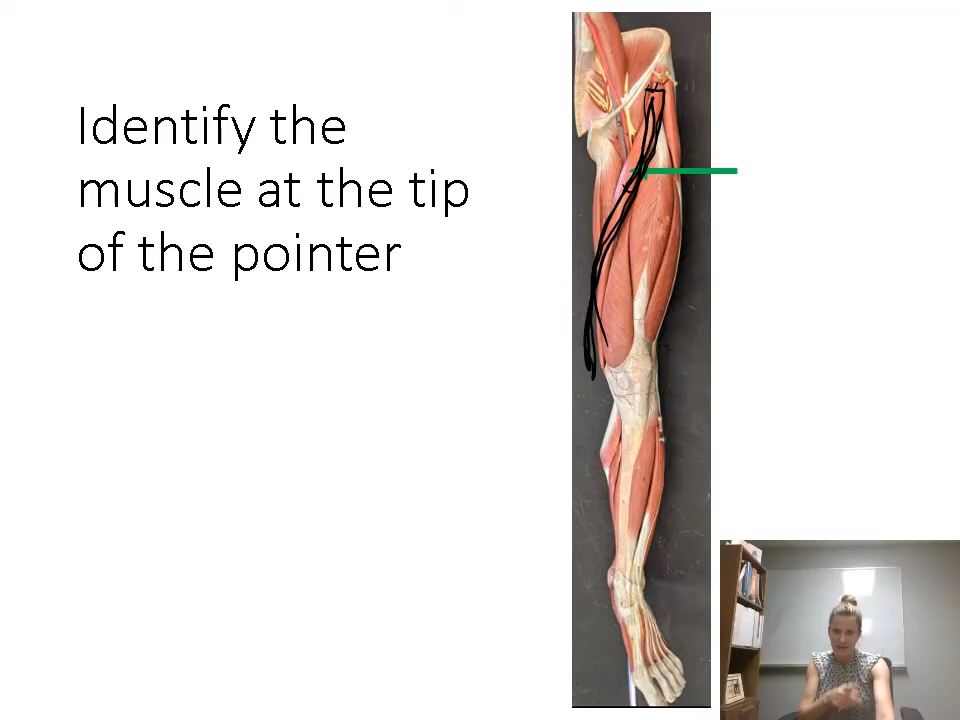 Identify the
muscle at the tip
of the pointer